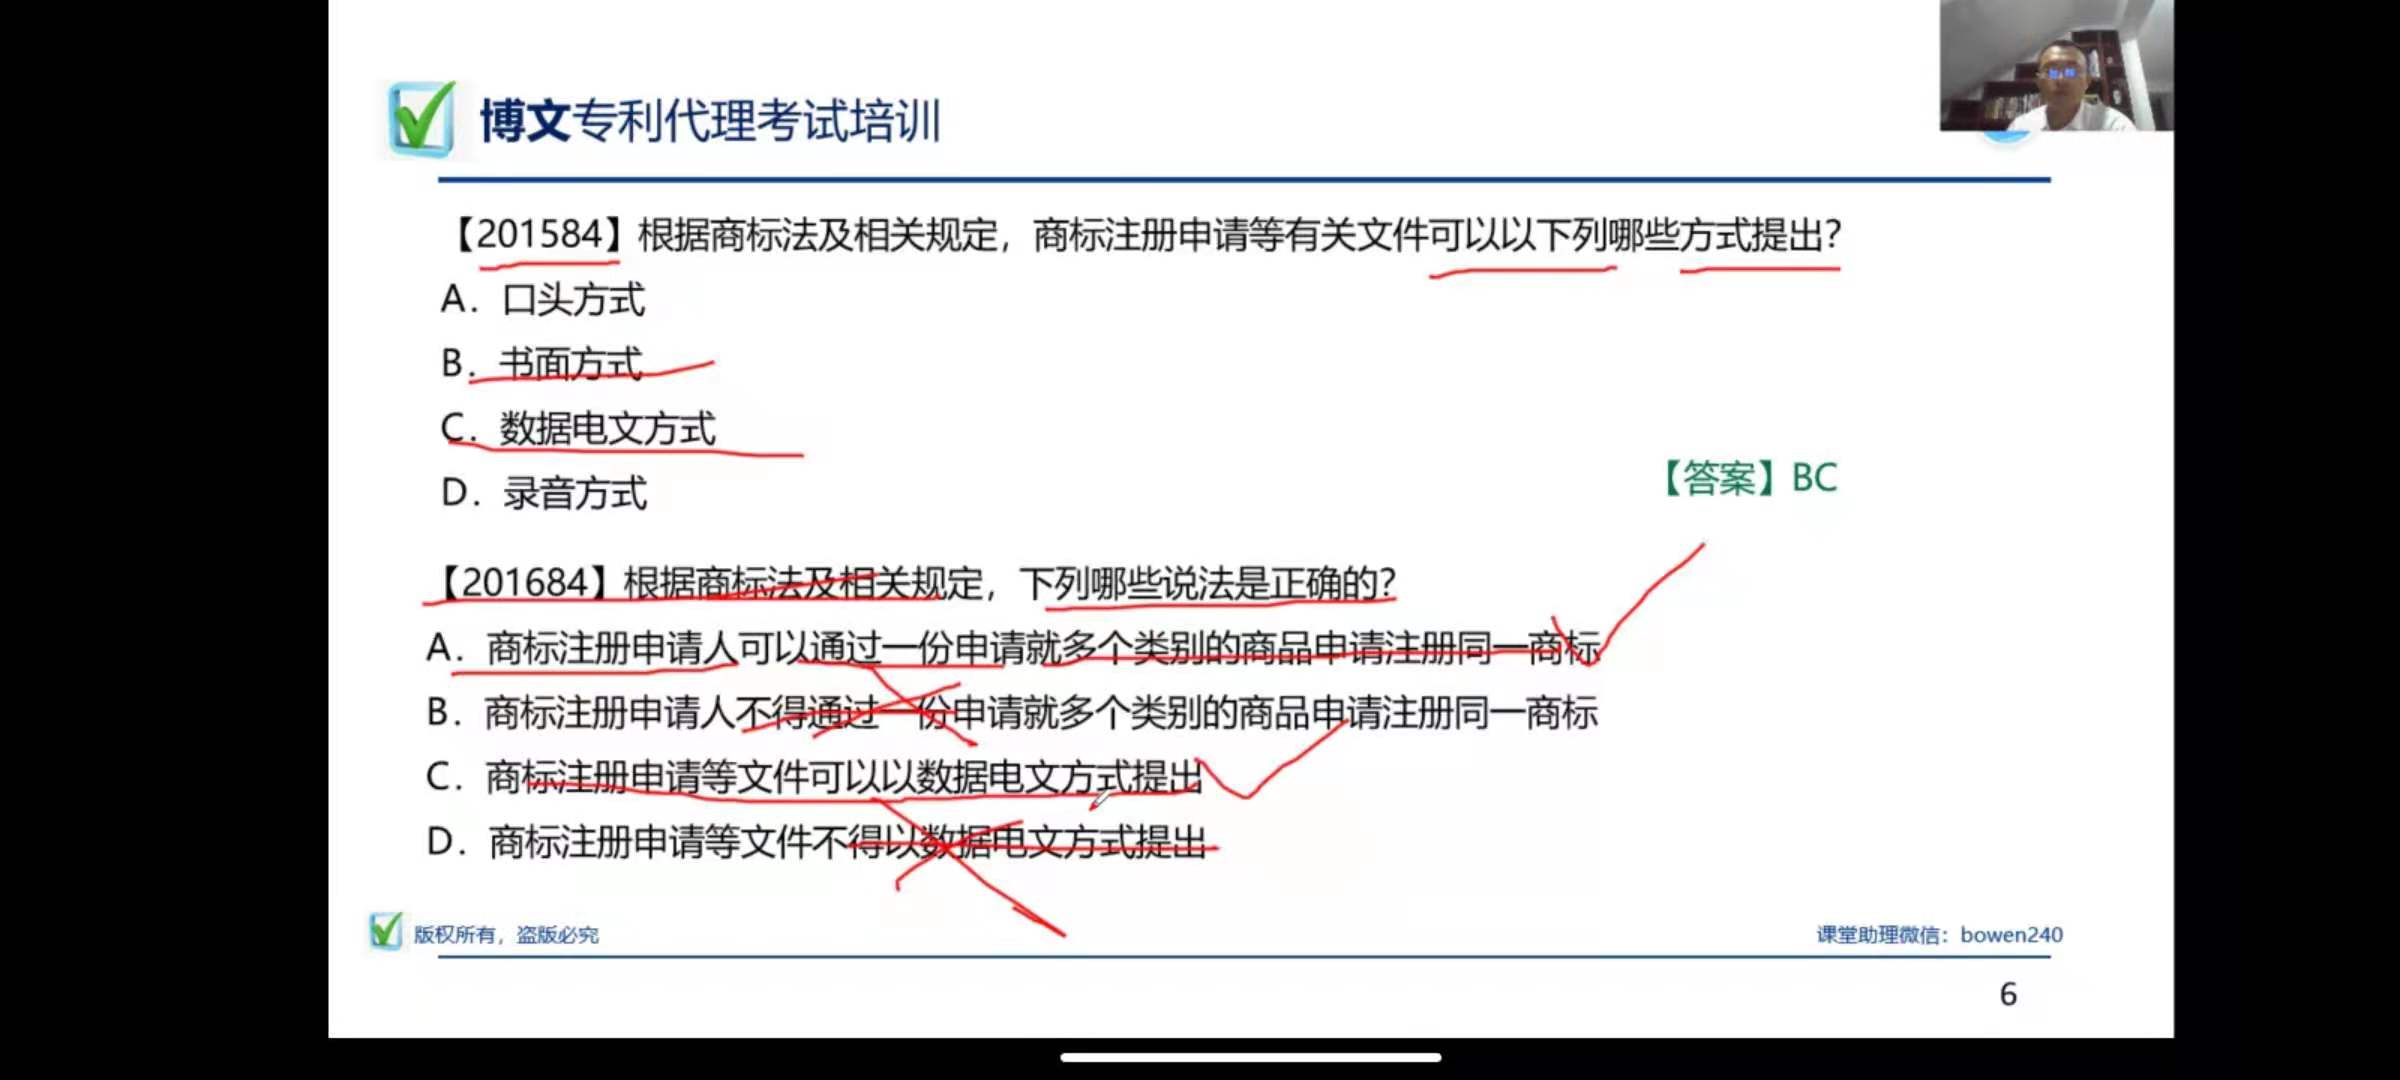 博文专利代理考试培训
【201584】根据商标法及相关规定，商标注册申请等有关文件可以以下列哪些方式提出？
A. 口头方式
B. 书面方式
C. 数据电文方式
D. 录音方式
【答案】BC
【201684】根据商标法及相关规定，下列哪些说法是正确的？
A. 商标注册申请人可以通过一份申请就多个类别的商品申请注册同一商标
B. 商标注册申请人不得通过一份申请就多个类别的商品申请注册同一商标
C. 商标注册申请等文件可以以数据电文方式提出
D. 商标注册申请等文件不得以数据电文方式提出
版权所有，盗版必究
课堂助理微信：bowen240
6